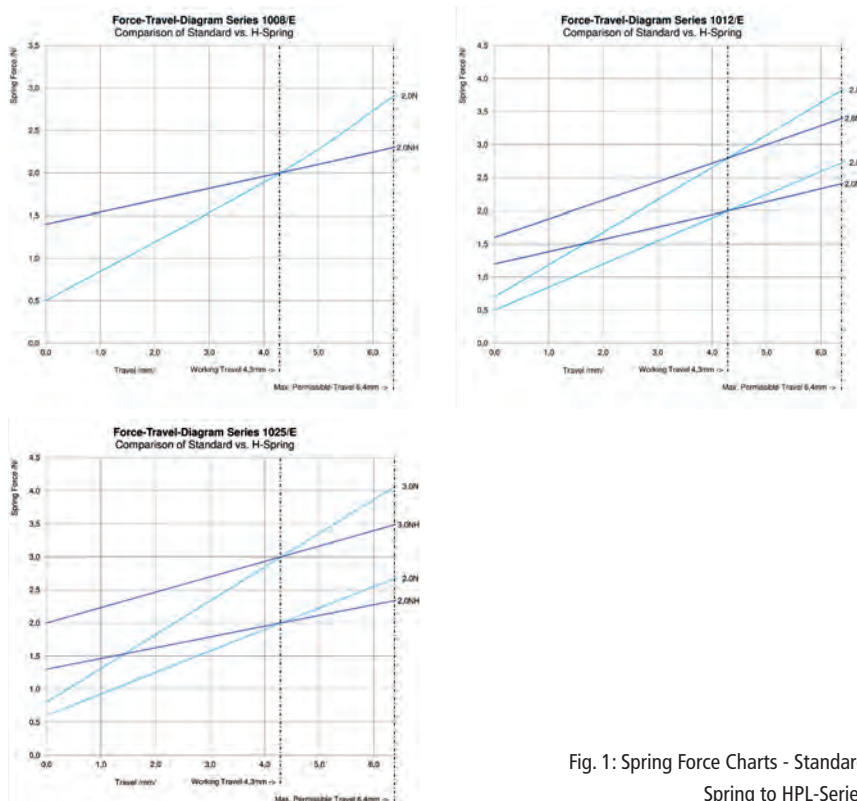 Force-Travel-Diagram Series 1008/E
Comparison of Standard vs. H-Spring
Spring Force /N/
3,5
3,0
2,5
2,0
1,5
1,0
0,5
0,0
2,0N
2,0NH
0,0 1,0 2,0 3,0 4,0 5,0 6,0
Travel /mm/ Working Travel 4,3mm ->
Max. Permissible Travel 6,4mm ->
Force-Travel-Diagram Series 1012/E
Comparison of Standard vs. H-Spring
Spring Force /N/
4,5
4,0
3,5
3,0
2,5
2,0
1,5
1,0
0,5
0,0
0,0 1,0 2,0 3,0 4,0 5,0 6,0
Travel /mm/ Working Travel 4,3mm ->
Max. Permissible Travel 6,4mm ->
Force-Travel-Diagram Series 1025/E
Comparison of Standard vs. H-Spring
Spring Force /N/
4,5
4,0
3,5
3,0
2,5
2,0
1,5
1,0
0,5
0,0
3,0N
3,0NH
2,0N
2,0NH
0,0 1,0 2,0 3,0 4,0 5,0 6,0
Travel /mm/ Working Travel 4,3mm ->
Max. Permissible Travel 6,4mm ->
Fig. 1: Spring Force Charts - Standar
Spring to HPL-Serie